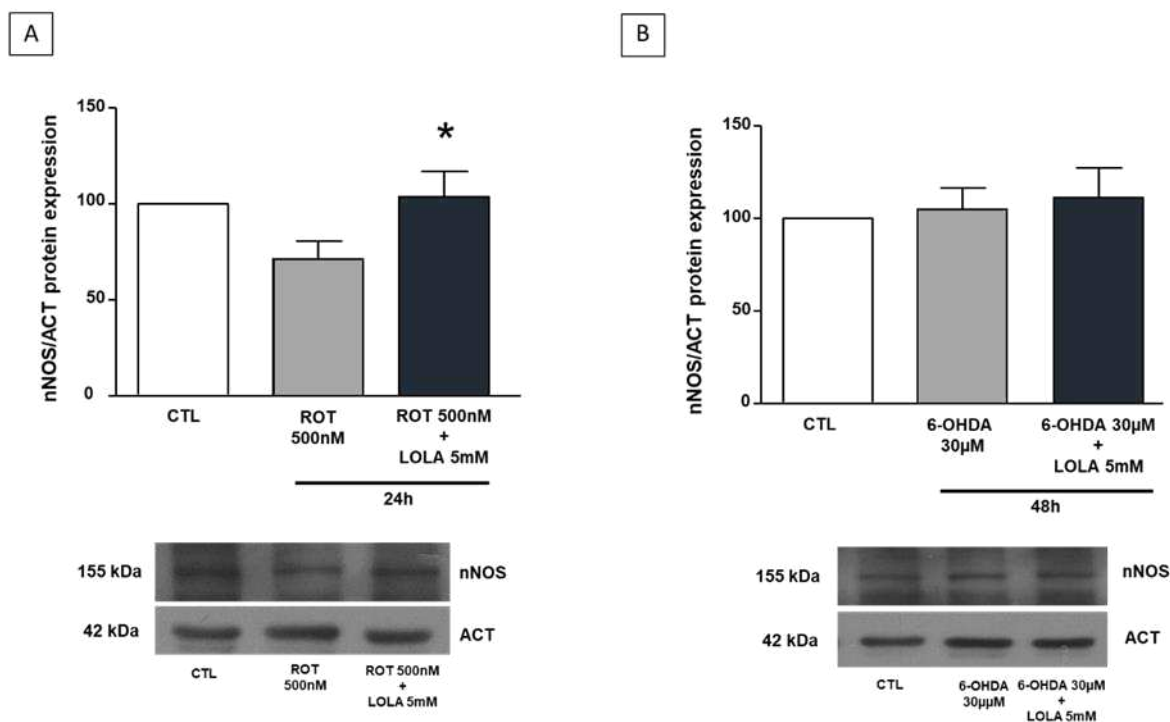 A
nNOS/ACT protein expression
150
*
100
50
0
CTL
ROT
500nM
ROT 500nM
+
LOLA 5mM
24h
155 kDa
nNOS
42 kDa
ACT
CTL
ROT
500nM
ROT 500nM
+
LOLA 5mM
B
nNOS/ACT protein expression
150
100
50
0
CTL
6-OHDA
30µM
6-OHDA 30µM
+
LOLA 5mM
48h
155 kDa
nNOS
42 kDa
ACT
CTL
6-OHDA
30µµM
6-OHDA 30µM
+
LOLA 5mM